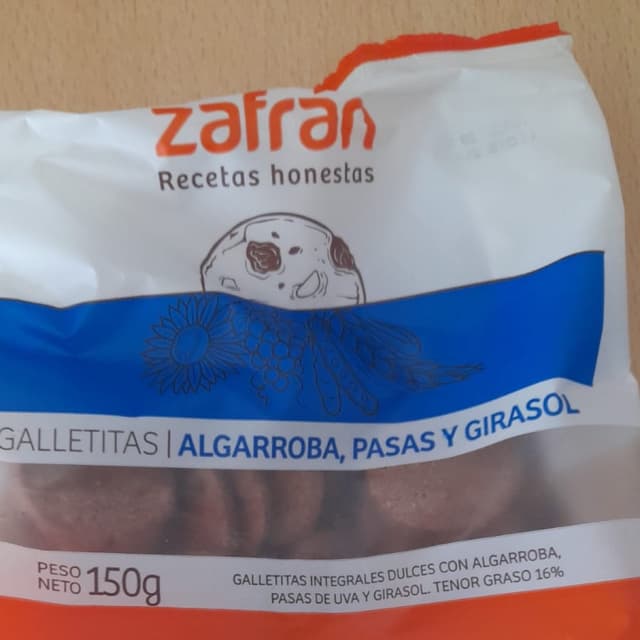 zafran
Recetas honestas
GALLETITAS | ALGARROBA, PASAS Y GIRASOL
PESO
NETO 150g
GALLETITAS INTEGRALES DULCES CON ALGARROBA,
PASAS DE UVA Y GIRASOL. TENOR GRASO 16%